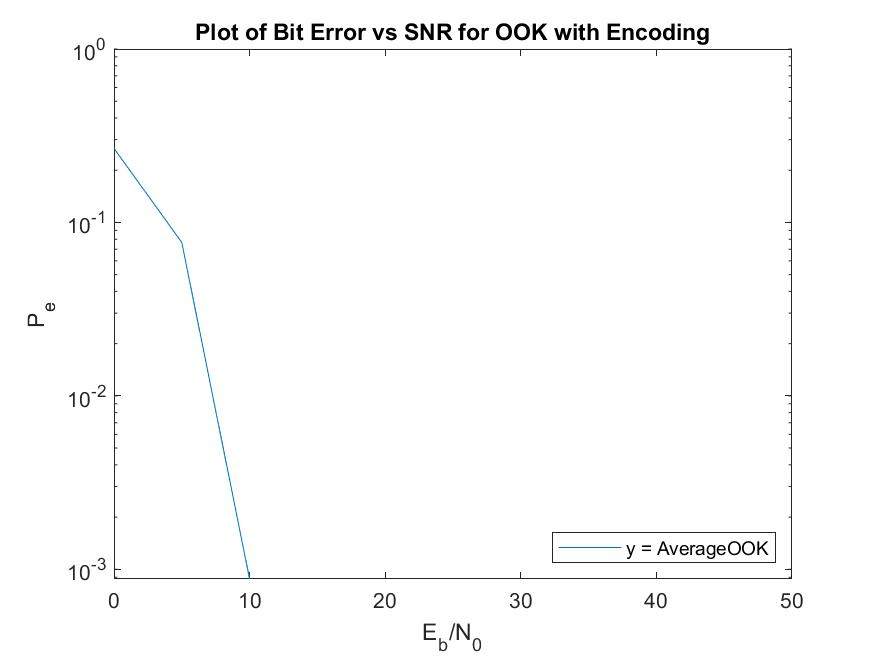 Plot of Bit Error vs SNR for OOK with Encoding
10^0
10^-1
10^-2
10^-3
P_e
0 10 20 30 40 50
E_b/N_0
y = AverageOOK